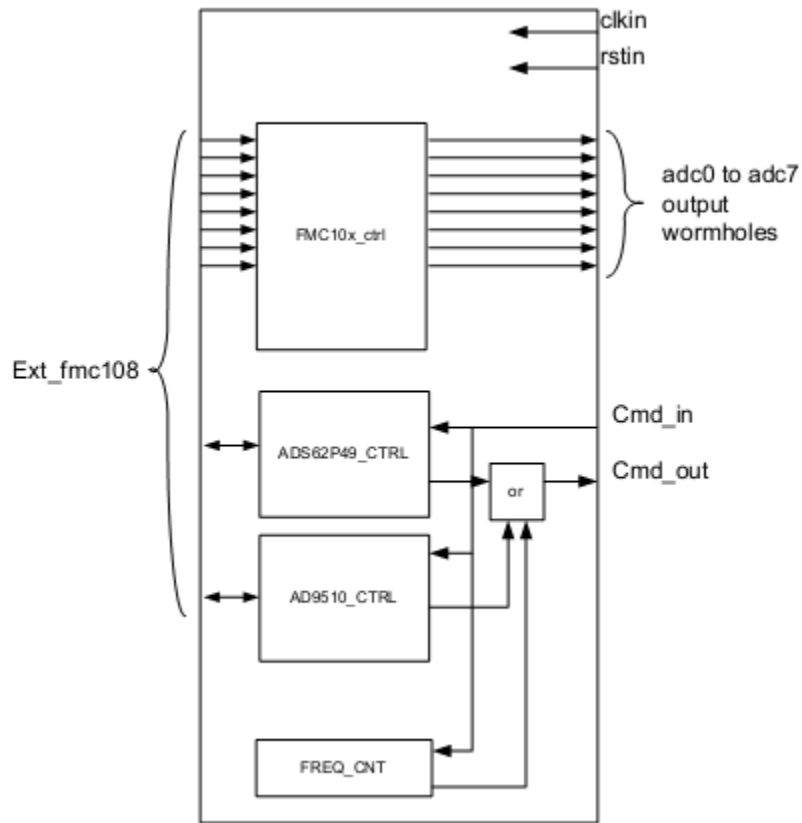 clkin
rstin
FMC10x_ctrl
adc0 to adc7
output
wormholes
Ext_fmc108
ADS62P49_CTRL
Cmd_in
Cmd_out
or
AD9510_CTRL
FREQ_CNT